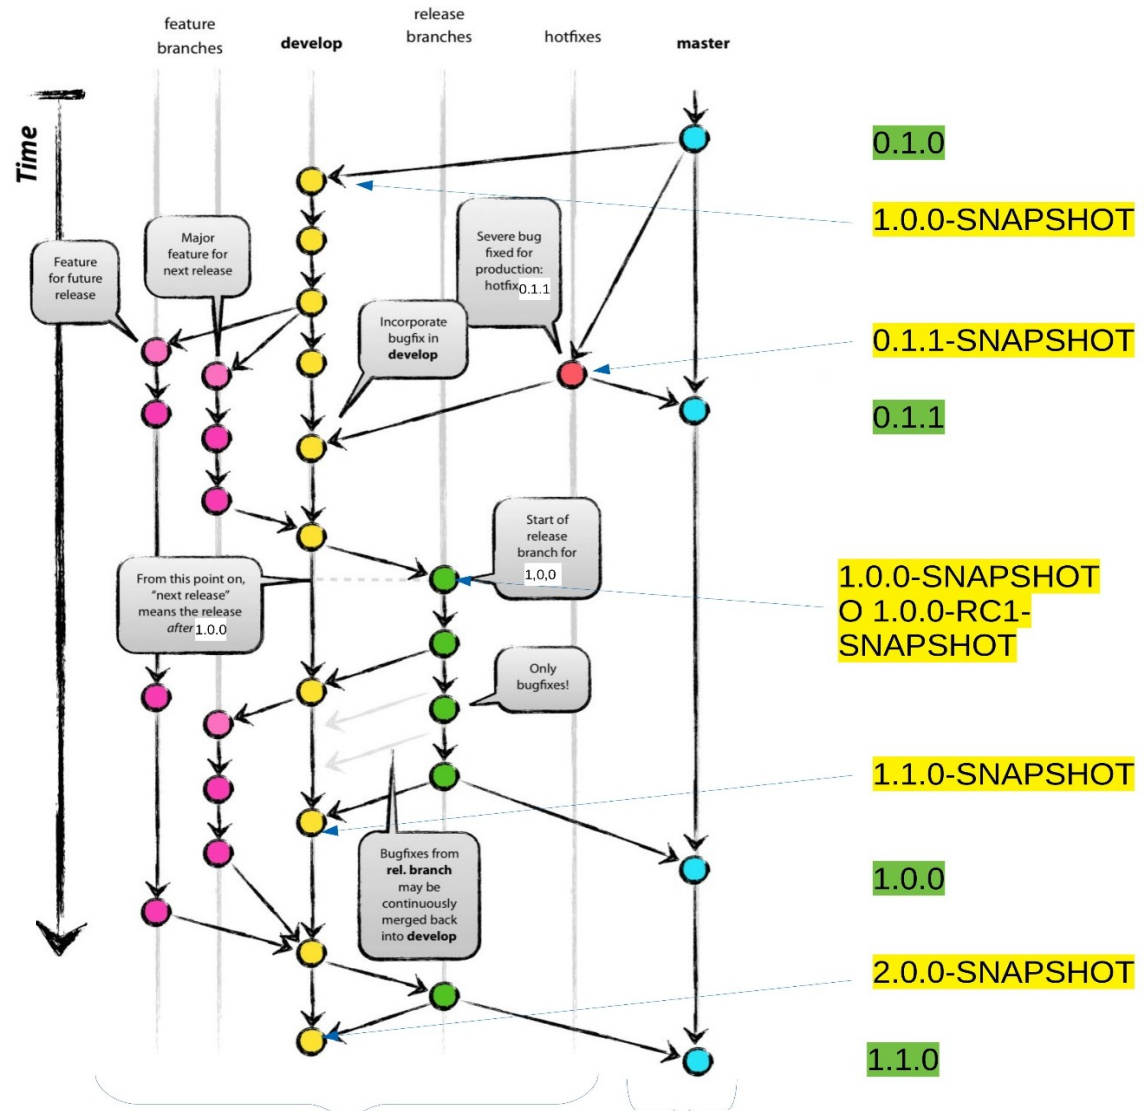 feature
branches
develop
release
branches
hotfixes
master
Time
0.1.0
1.0.0-SNAPSHOT
Major
feature for
next release
Feature
for future
release
Severe bug
fixed for
production:
hotfix0.1.1
Incorporate
bugfix in
develop
0.1.1-SNAPSHOT
0.1.1
Start of
release
branch for
1,0,0
From this point on,
“next release”
means the release
after 1.0.0
1.0.0-SNAPSHOT
O 1.0.0-RC1-
SNAPSHOT
Only
bugfixes!
1.1.0-SNAPSHOT
Bugfixes from
rel. branch
may be
continuously
merged back
into develop
1.0.0
2.0.0-SNAPSHOT
1.1.0